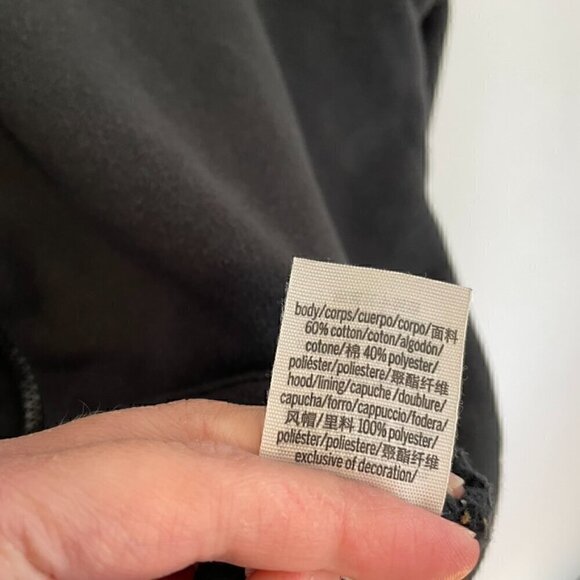 body/corps/cuerpo/corpo/面料
60% cotton/coton/algodón/
cotone/棉 40% polyester/
poliéster/poliestere/聚酯纤维
hood/lining/capuche/doublure/
capucha/forro/cappuccio/fodera/
风帽/里料 100% polyester/
poliéster/poliestere/聚酯纤维
exclusive of decoration/